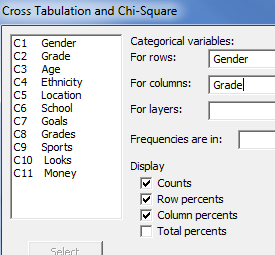 Cross Tabulation and Chi-Square
C1 Gender
C2 Grade
C3 Age
C4 Ethnicity
C5 Location
C6 School
C7 Goals
C8 Grades
C9 Sports
C10 Looks
C11 Money
Select
Categorical variables:
For rows: Gender
For columns: Grade
For layers:
Frequencies are in:
Display
Counts
Row percents
Column percents
Total percents